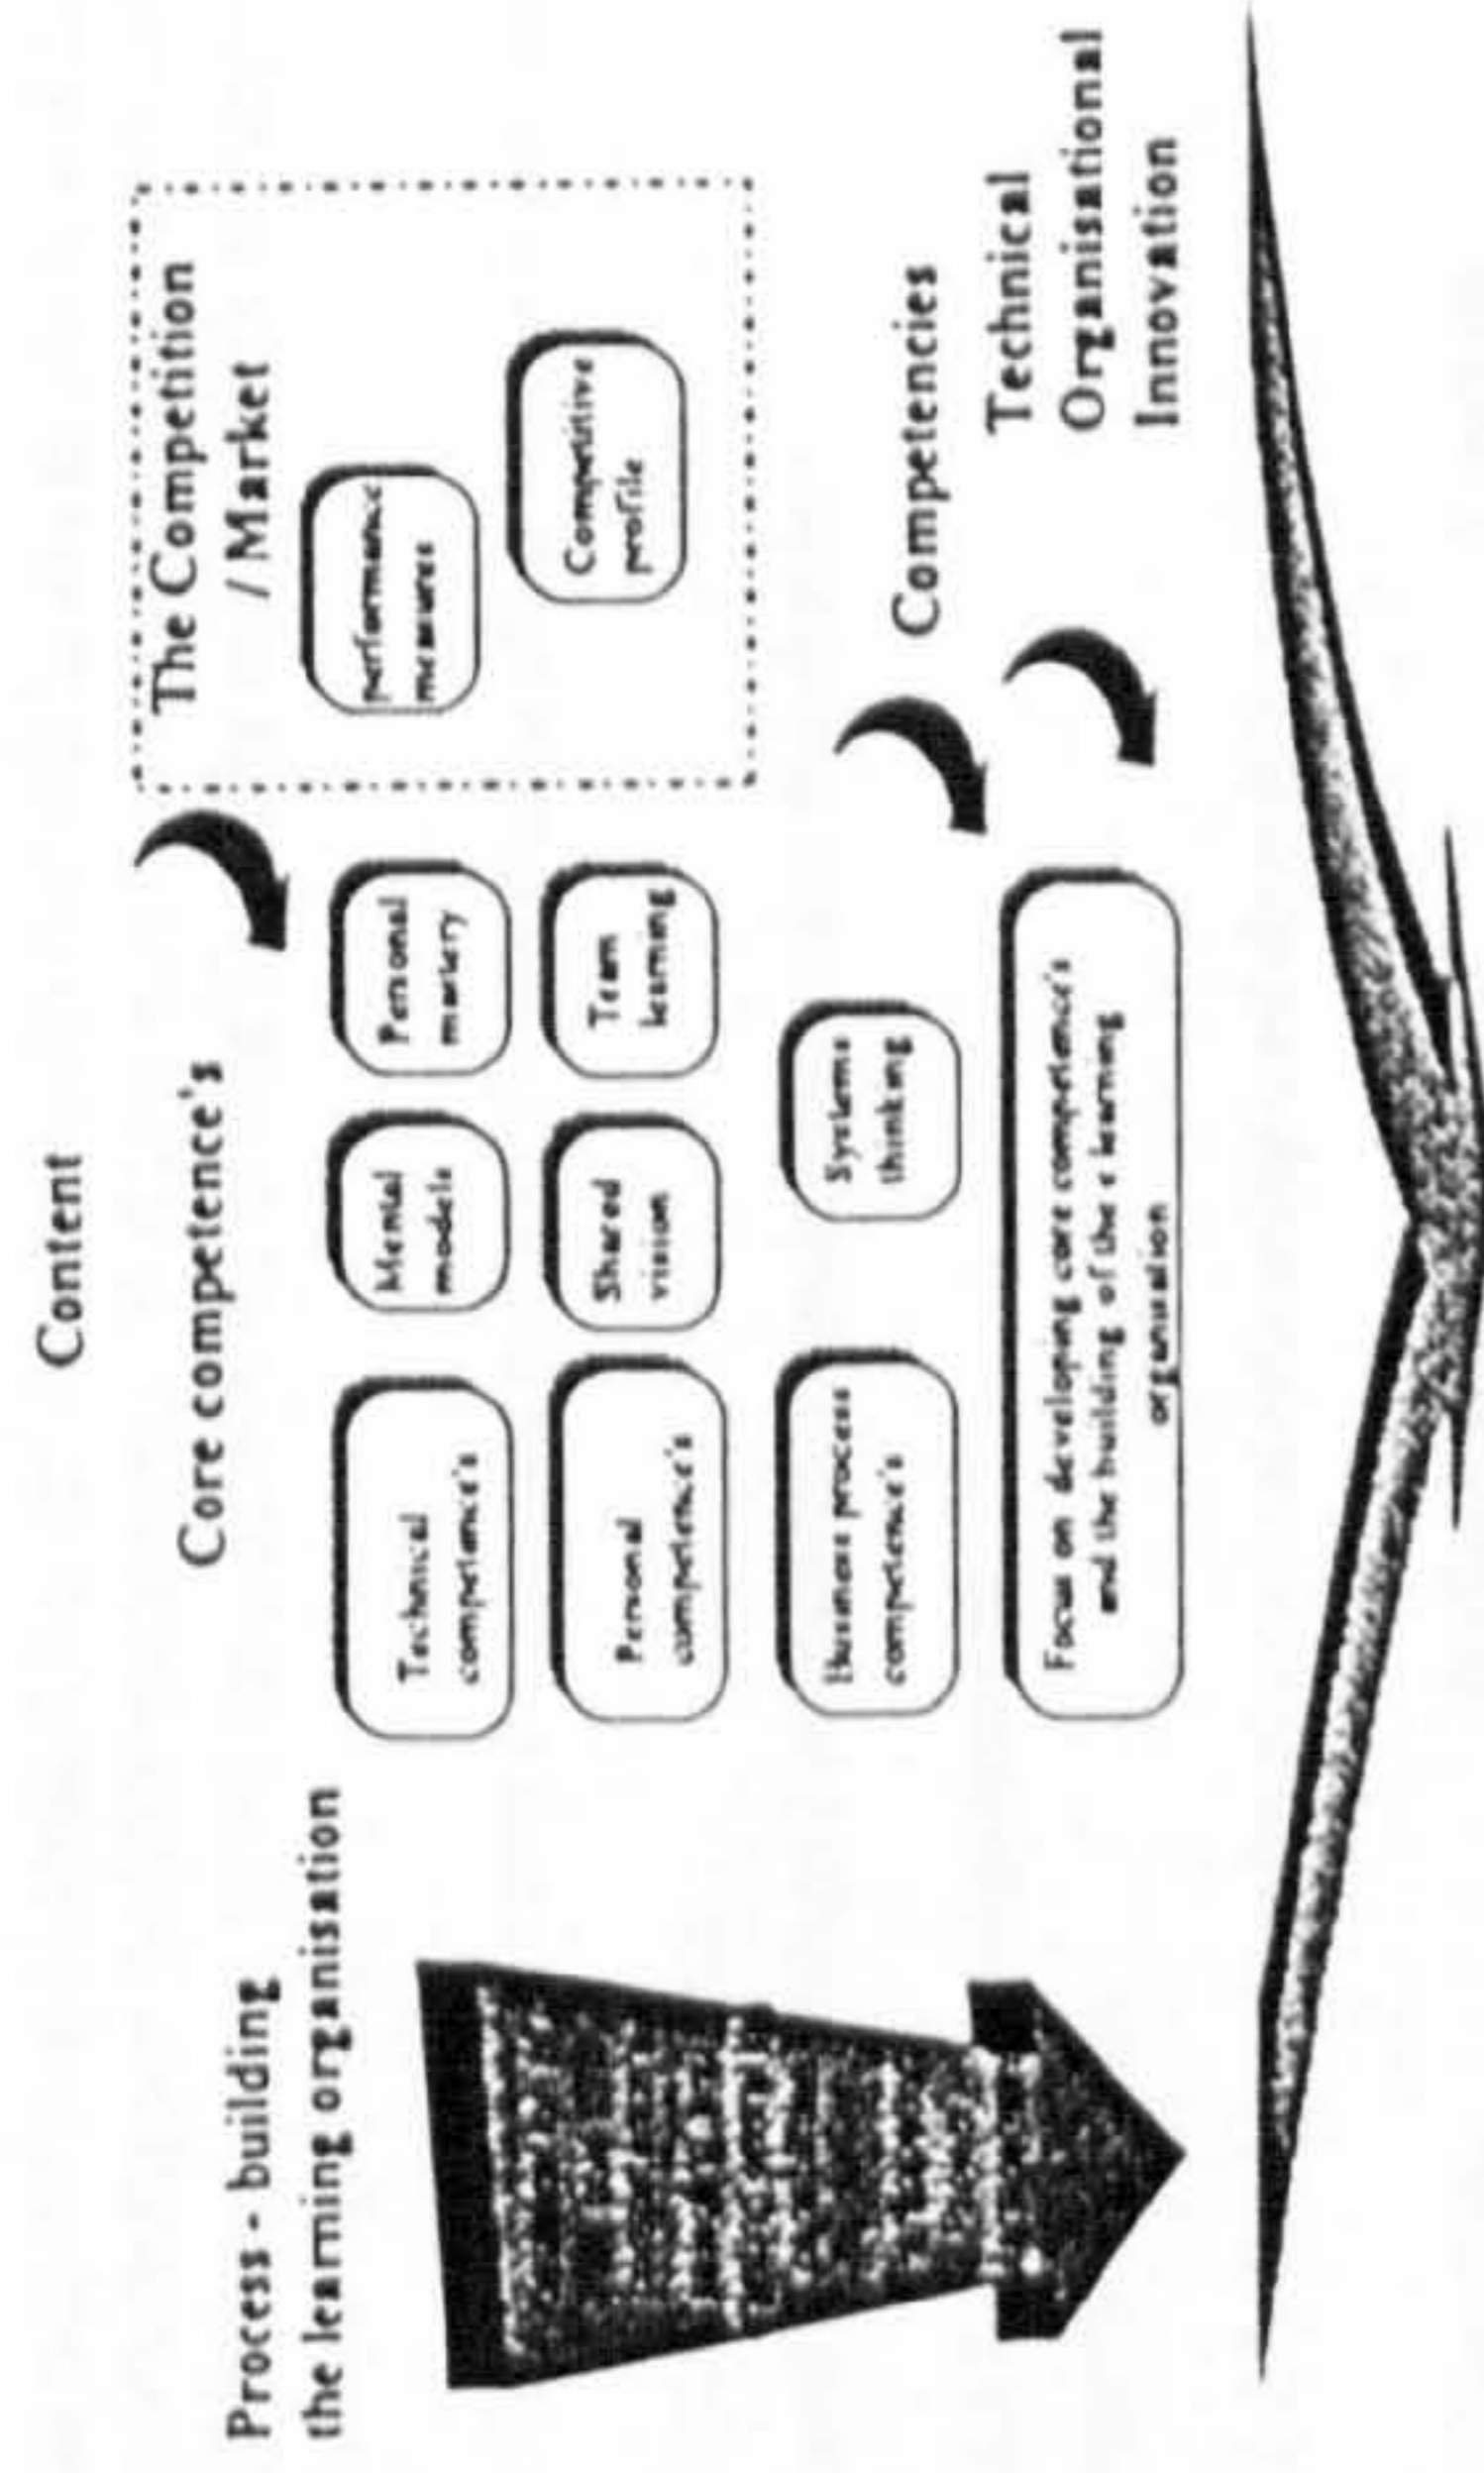 Content
Process - building
the learning organisation
Core competence's
The Competition
/ Market
Technical
competence's
Mental
models
Personal
mastery
performance
measures
Personal
competence's
Shared
vision
Team
learning
Competitive
profile
Business process
competence's
Systems
thinking
Competencies
Focus on developing core competence's
and the building of the e learning
organisation
Technical
Organisational
Innovation